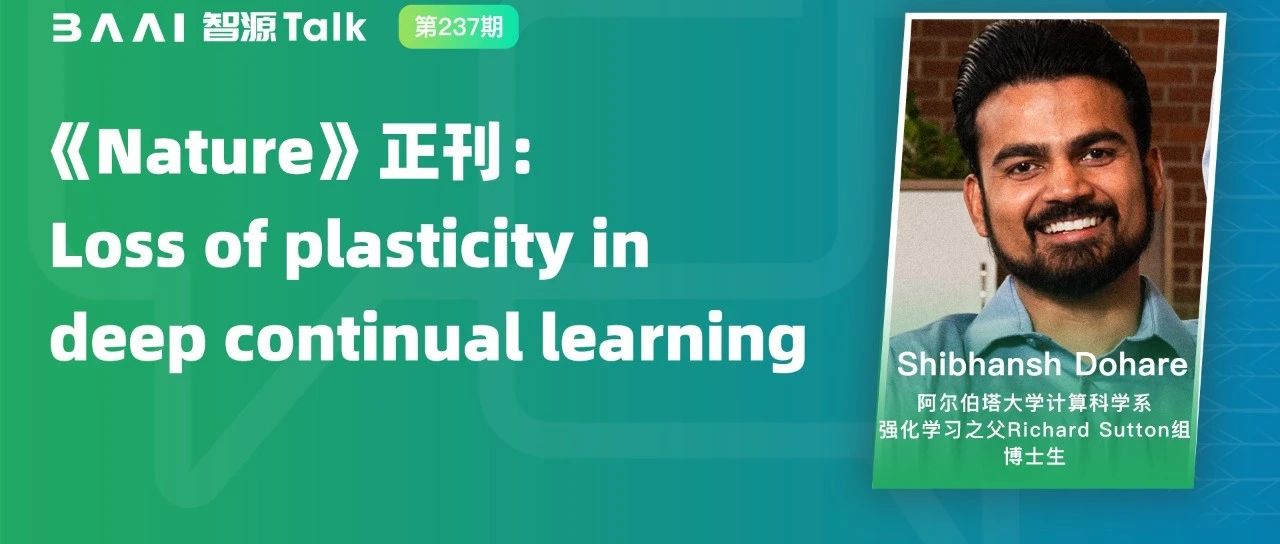 BAAI 智源Talk 第237期
《Nature》正刊：
Loss of plasticity in
deep continual learning
Shibhansh Dohare
阿尔伯塔大学计算科学系
强化学习之父Richard Sutton组
博士生